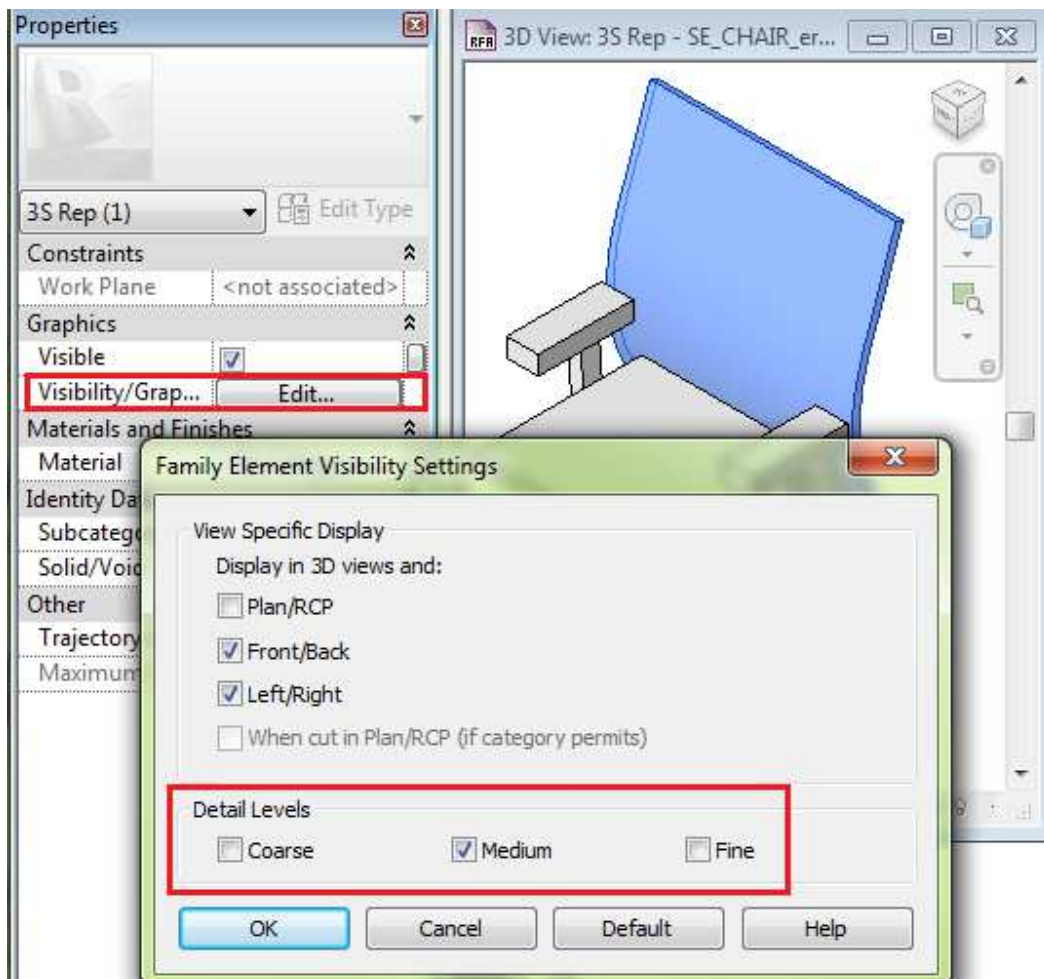 Properties
RFA 3D View: 3S Rep - SE_CHAIR_er...
3S Rep (1)
Edit Type
Constraints
Work Plane <not associated>
Graphics
Visible
Visibility/Grap... Edit...
Materials and Finishes
Material
Identity Da
Subcatego
Solid/Void
Other
Trajectory
Maximum
Family Element Visibility Settings
View Specific Display
Display in 3D views and:
Plan/RCP
Front/Back
Left/Right
When cut in Plan/RCP (if category permits)
Detail Levels
Coarse Medium Fine
OK Cancel Default Help